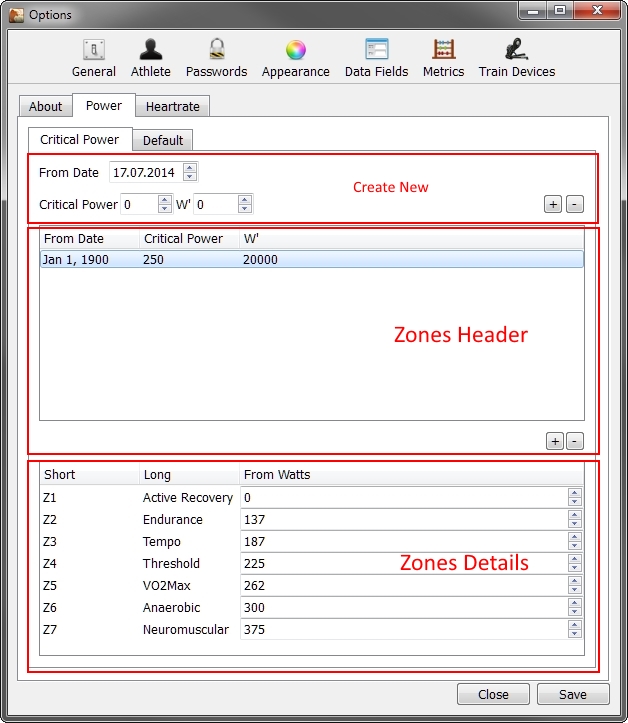 Options
General Athlete Passwords Appearance Data Fields Metrics Train Devices
About Power Heartrate
Critical Power Default
From Date 17.07.2014
Create New
Critical Power 0 W' 0 + -
From Date Critical Power W'
Jan 1, 1900 250 20000
Zones Header
+ -
Short Long From Watts
Z1 Active Recovery 0
Z2 Endurance 137
Z3 Tempo 187
Z4 Threshold 225
Zones Details
Z5 VO2Max 262
Z6 Anaerobic 300
Z7 Neuromuscular 375
Close Save